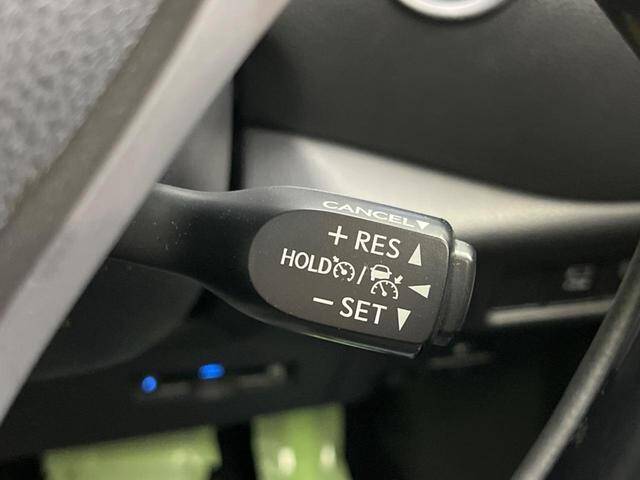 CANCEL▼
+ RES ▲
HOLD / ◀
− SET ▼